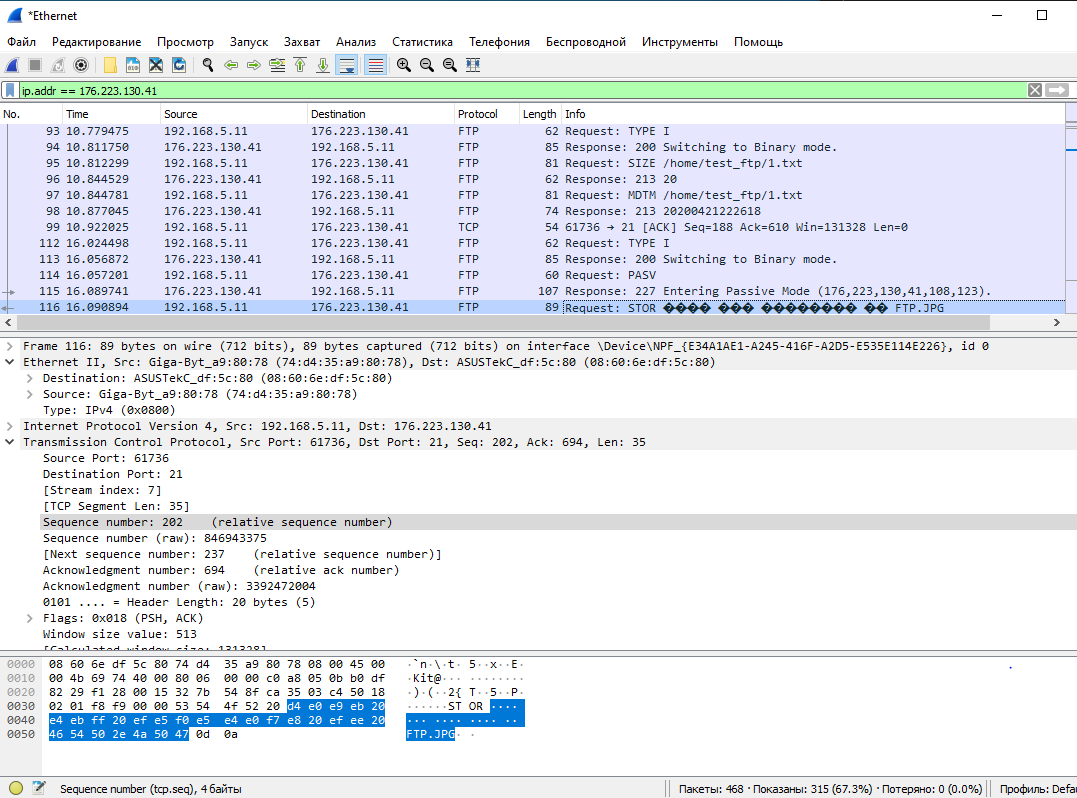 *Ethernet
Файл Редактирование Просмотр Запуск Захват Анализ Статистика Телефония Беспроводной Инструменты Помощь
ip.addr == 176.223.130.41
No. Time Source Destination Protocol Length Info
93 10.779475 192.168.5.11 176.223.130.41 FTP 62 Request: TYPE I
94 10.811750 176.223.130.41 192.168.5.11 FTP 85 Response: 200 Switching to Binary mode.
95 10.812299 192.168.5.11 176.223.130.41 FTP 81 Request: SIZE /home/test_ftp/1.txt
96 10.844529 176.223.130.41 192.168.5.11 FTP 62 Response: 213 20
97 10.844781 192.168.5.11 176.223.130.41 FTP 81 Request: MDTM /home/test_ftp/1.txt
98 10.877045 176.223.130.41 192.168.5.11 FTP 74 Response: 213 20200421222618
99 10.922025 192.168.5.11 176.223.130.41 TCP 54 61736 → 21 [ACK] Seq=188 Ack=610 Win=131328 Len=0
112 16.024498 192.168.5.11 176.223.130.41 FTP 62 Request: TYPE I
113 16.056872 176.223.130.41 192.168.5.11 FTP 85 Response: 200 Switching to Binary mode.
114 16.057201 192.168.5.11 176.223.130.41 FTP 60 Request: PASV
115 16.089741 176.223.130.41 192.168.5.11 FTP 107 Response: 227 Entering Passive Mode (176,223,130,41,108,123).
116 16.090894 192.168.5.11 176.223.130.41 FTP 89 Request: STOR ���� ��� �������� �� FTP.JPG
Frame 116: 89 bytes on wire (712 bits), 89 bytes captured (712 bits) on interface \Device\NPF_{E34A1AE1-A245-416F-A2D5-E535E114E226}, id 0
Ethernet II, Src: Giga-Byt_a9:80:78 (74:d4:35:a9:80:78), Dst: ASUSTekC_df:5c:80 (08:60:6e:df:5c:80)
Destination: ASUSTekC_df:5c:80 (08:60:6e:df:5c:80)
Source: Giga-Byt_a9:80:78 (74:d4:35:a9:80:78)
Type: IPv4 (0x0800)
Internet Protocol Version 4, Src: 192.168.5.11, Dst: 176.223.130.41
Transmission Control Protocol, Src Port: 61736, Dst Port: 21, Seq: 202, Ack: 694, Len: 35
Source Port: 61736
Destination Port: 21
[Stream index: 7]
[TCP Segment Len: 35]
Sequence number: 202 (relative sequence number)
Sequence number (raw): 846943375
[Next sequence number: 237 (relative sequence number)]
Acknowledgment number: 694 (relative ack number)
Acknowledgment number (raw): 3392472004
0101 .... = Header Length: 20 bytes (5)
Flags: 0x018 (PSH, ACK)
Window size value: 513
[Calculated window size: 131328]
0000 08 60 6e df 5c 80 74 d4 35 a9 80 78 08 00 45 00 ·`n·\·t· 5··x··E·
0010 00 4b 69 74 40 00 80 06 00 00 c0 a8 05 0b b0 df ·Kit@··· ········
0020 82 29 f1 28 00 15 32 7b 54 8f ca 35 03 c4 50 18 ·)·(··2{ T··5··P·
0030 02 01 f8 f9 00 00 53 54 4f 52 20 d4 e0 e9 eb 20 ······ST OR ····
0040 e4 eb ff 20 ef e5 f0 e5 e4 e0 f7 e8 20 ef ee 20 ··· ···· ···· ··
0050 46 54 50 2e 4a 50 47 0d 0a FTP.JPG· ·
Sequence number (tcp.seq), 4 байты
Пакеты: 468 · Показаны: 315 (67.3%) · Потеряно: 0 (0.0%)
Профиль: Defau